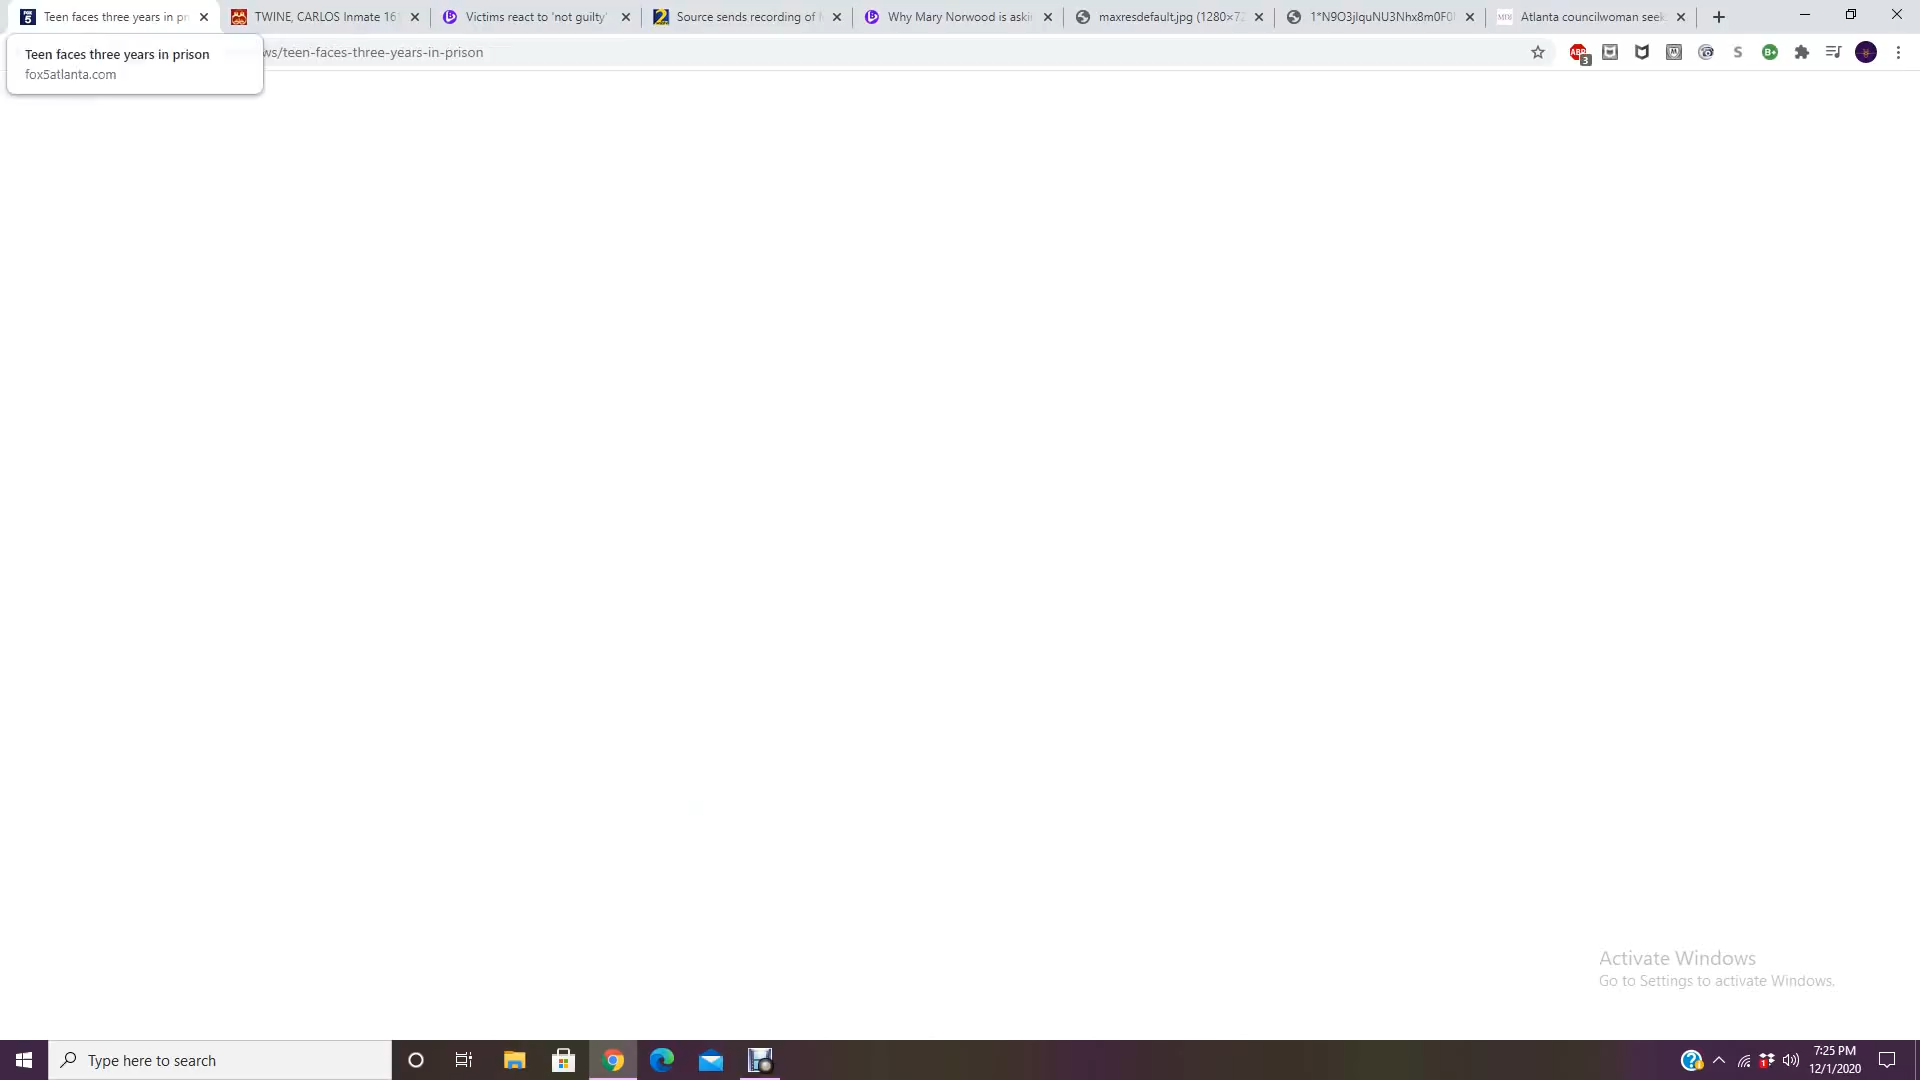 Teen faces three years in pr
TWINE, CARLOS Inmate 16
Victims react to 'not guilty'
Source sends recording of
Why Mary Norwood is aski
maxresdefault.jpg (1280×72
1*N9O3jlquNU3Nhx8m0F0
Atlanta councilwoman seek
Teen faces three years in prison
fox5atlanta.com
ws/teen-faces-three-years-in-prison
ABP
3
Activate Windows
Go to Settings to activate Windows.
Type here to search
7:25 PM
12/1/2020